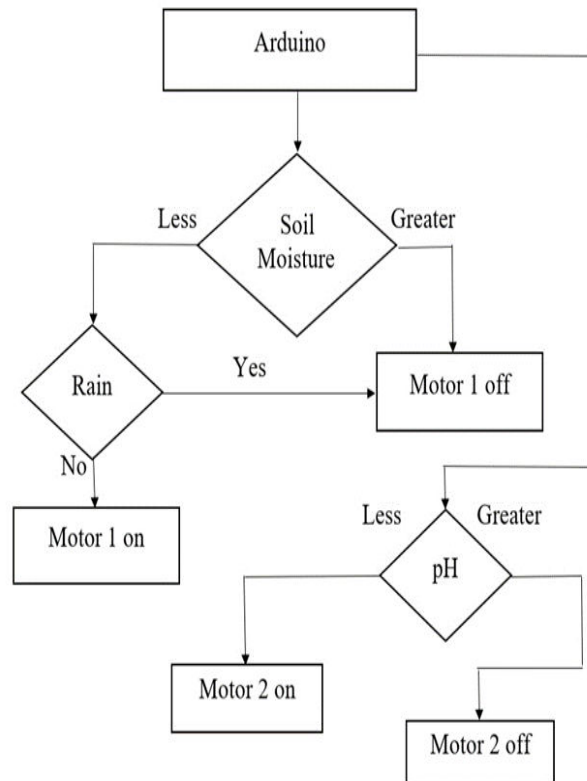 Arduino
Less
Soil
Moisture
Greater
Rain
Yes
Motor 1 off
No
Motor 1 on
Less
Greater
pH
Motor 2 on
Motor 2 off